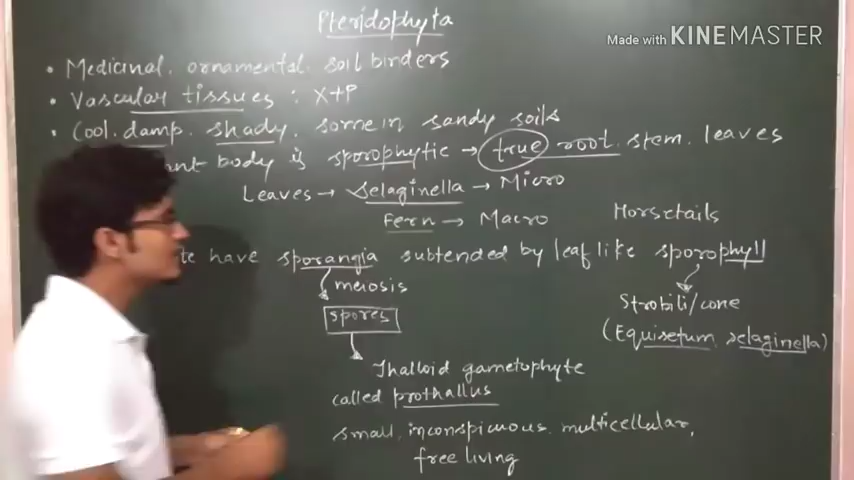 Pteridophyta
Made with KINEMASTER
• Medicinal, ornamental, soil binders
• Vascular tissues : X+P
• Cool, damp, shady, some in sandy soils
body is sporophytic → true root, stem, leaves
Leaves → Selaginella → Micro
Fern → Macro
Horsetails
have sporangia subtended by leaf like sporophyll
meiosis
Strobili/cone
spores
(Equisetum, selaginella)
Thalloid gametophyte
called prothallus
small, inconspicuous, multicellular,
free living